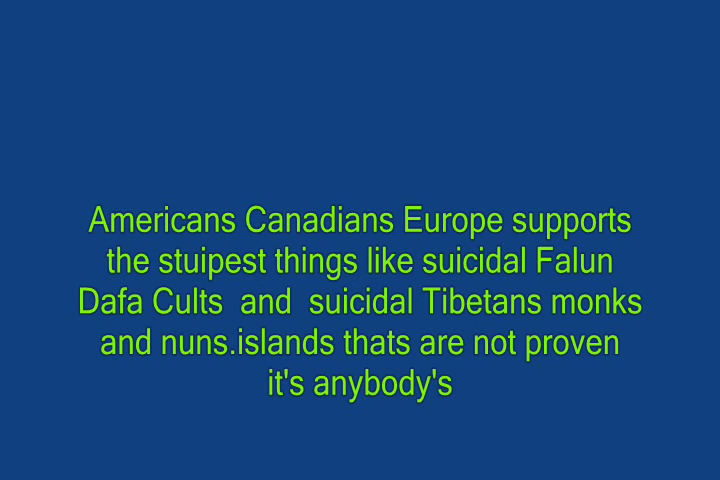 Americans Canadians Europe supports
the stuipest things like suicidal Falun
Dafa Cults  and  suicidal Tibetans monks
and nuns.islands thats are not proven
it's anybody's